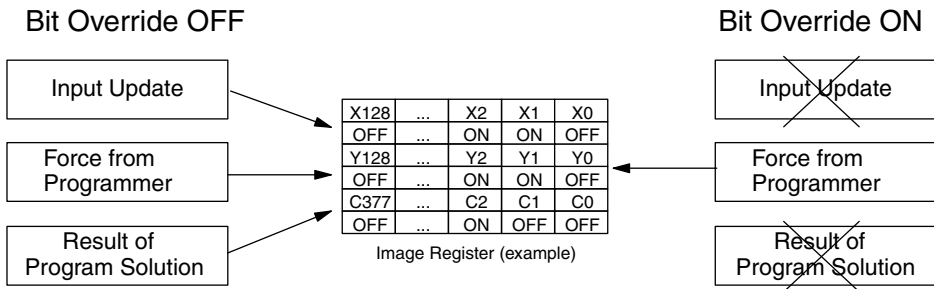 Bit Override OFF
Bit Override ON
Input Update
Force from
Programmer
Result of
Program Solution
X128 ... X2 X1 X0
OFF ... ON ON OFF
Y128 ... Y2 Y1 Y0
OFF ... ON ON OFF
C377 ... C2 C1 C0
OFF ... ON OFF OFF
Image Register (example)
Input Update
Force from
Programmer
Result of
Program Solution